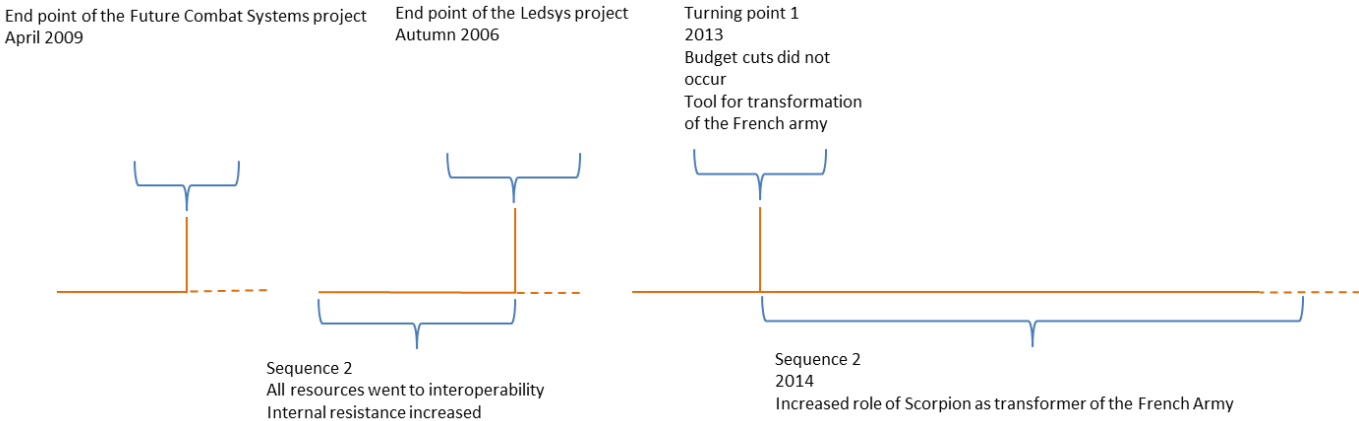 End point of the Future Combat Systems project
April 2009
End point of the Ledsys project
Autumn 2006
Turning point 1
2013
Budget cuts did not
occur
Tool for transformation
of the French army
Sequence 2
All resources went to interoperability
Internal resistance increased
Sequence 2
2014
Increased role of Scorpion as transformer of the French Army